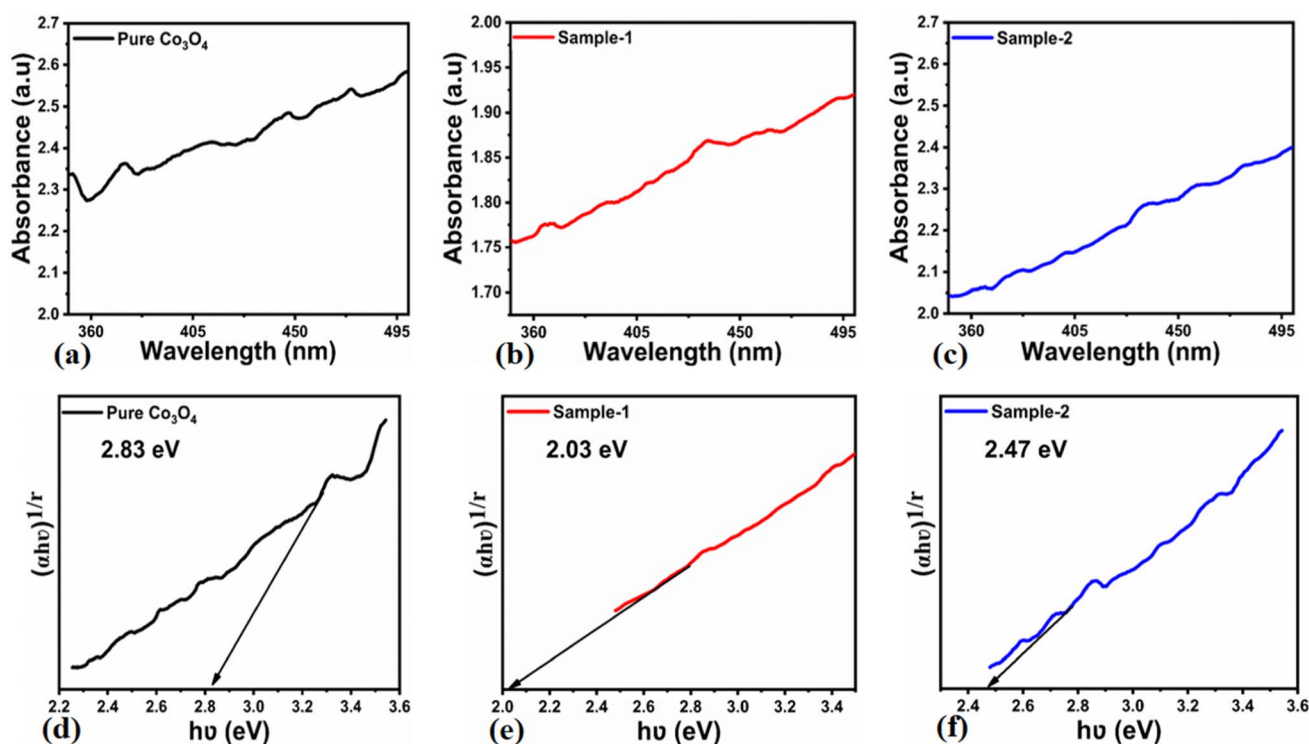 Pure Co₃O₄
Absorbance (a.u)
2.7
2.6
2.5
2.4
2.3
2.2
2.1
2.0
360
405
450
495
(a)
Wavelength (nm)
Sample-1
Absorbance (a.u)
2.00
1.95
1.90
1.85
1.80
1.75
1.70
360
405
450
495
(b)
Wavelength (nm)
Sample-2
Absorbance (a.u)
2.7
2.6
2.5
2.4
2.3
2.2
2.1
2.0
360
405
450
495
(c)
Wavelength (nm)
Pure Co₃O₄
2.83 eV
(αhυ)^1/r
2.2
2.4
2.6
2.8
3.0
3.2
3.4
3.6
(d)
hυ (eV)
Sample-1
2.03 eV
(αhυ)^1/r
2.0
2.2
2.4
2.6
2.8
3.0
3.2
3.4
(e)
hυ (eV)
Sample-2
2.47 eV
(αhυ)^1/r
2.4
2.6
2.8
3.0
3.2
3.4
3.6
(f)
hυ (eV)